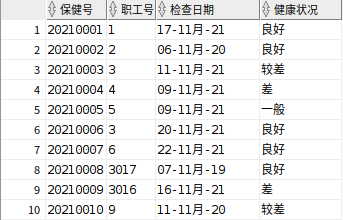 保健号 职工号 检查日期 健康状况
1 20210001 1 17-11月-21 良好
2 20210002 2 06-11月-20 良好
3 20210003 3 11-11月-21 较差
4 20210004 4 09-11月-21 差
5 20210005 5 09-11月-21 一般
6 20210006 3 20-11月-21 良好
7 20210007 6 22-11月-21 良好
8 20210008 3017 07-11月-19 良好
9 20210009 3016 16-11月-21 差
10 20210010 9 11-11月-20 较差